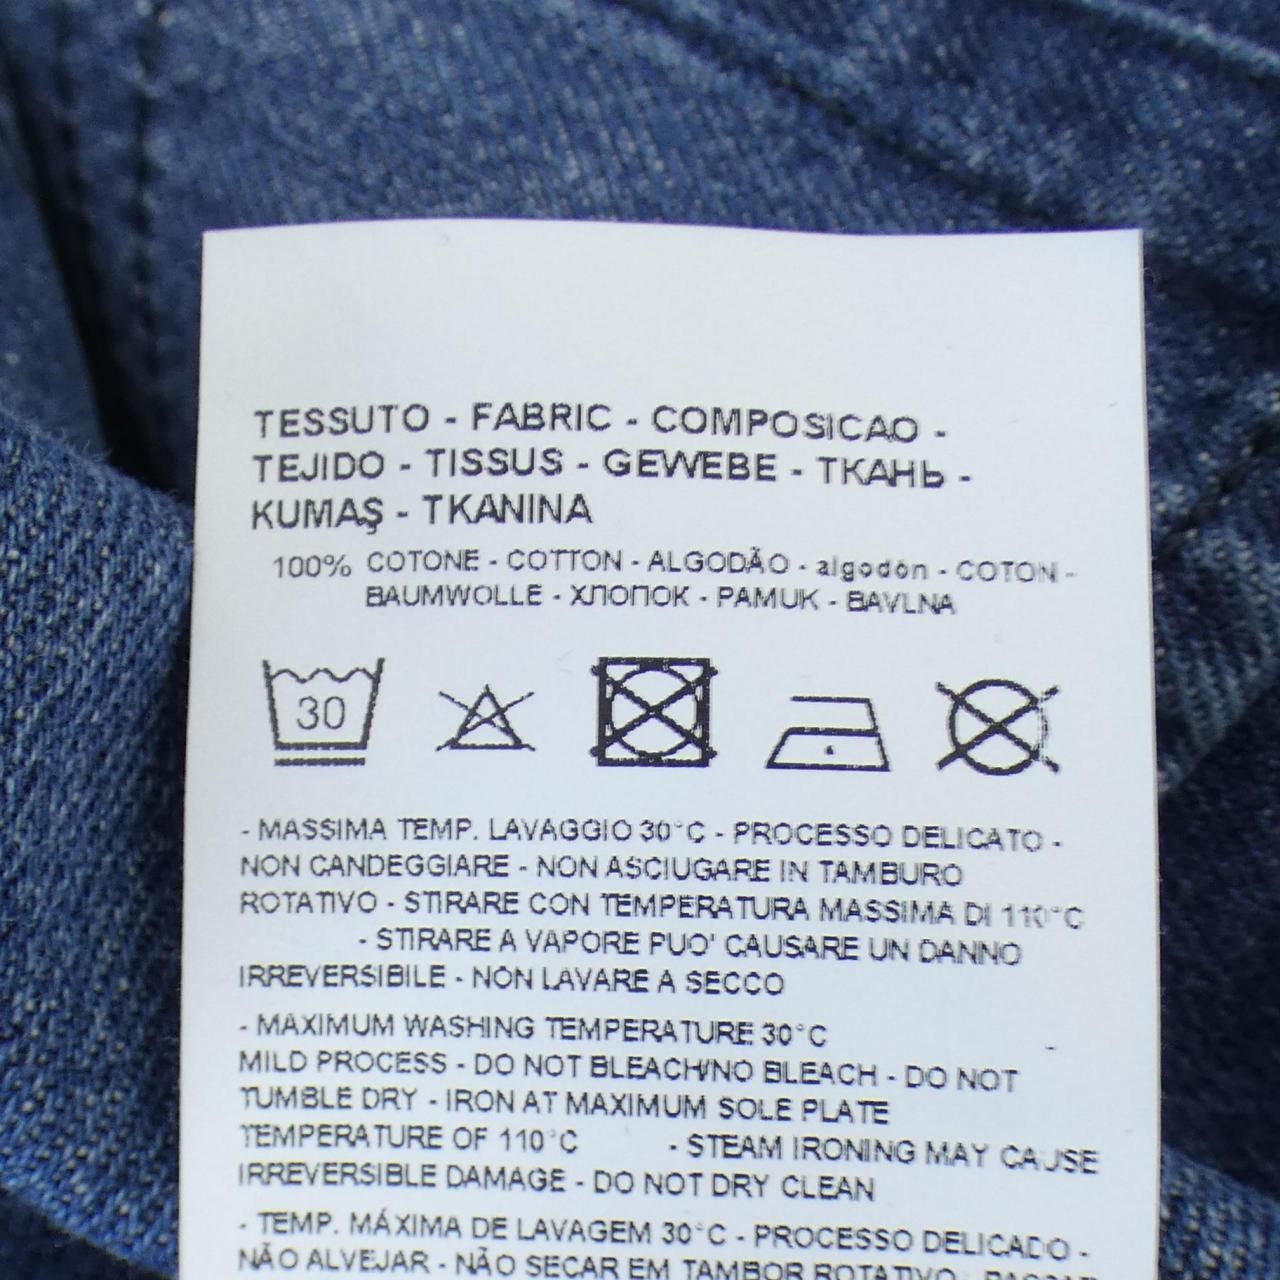 TESSUTO - FABRIC - COMPOSICAO -
TEJIDO - TISSUS - GEWEBE - ТКАНЬ -
KUMAŞ - TKANINA
100% COTONE - COTTON - ALGODÃO - algodón - COTON -
BAUMWOLLE - ХЛОПОК - PAMUK - BAVLNA
30
- MASSIMA TEMP. LAVAGGIO 30°C - PROCESSO DELICATO -
NON CANDEGGIARE - NON ASCIUGARE IN TAMBURO
ROTATIVO - STIRARE CON TEMPERATURA MASSIMA DI 110°C
- STIRARE A VAPORE PUO' CAUSARE UN DANNO
IRREVERSIBILE - NON LAVARE A SECCO
- MAXIMUM WASHING TEMPERATURE 30°C
MILD PROCESS - DO NOT BLEACH/NO BLEACH - DO NOT
TUMBLE DRY - IRON AT MAXIMUM SOLE PLATE
TEMPERATURE OF 110°C - STEAM IRONING MAY CAUSE
IRREVERSIBLE DAMAGE - DO NOT DRY CLEAN
- TEMP. MÁXIMA DE LAVAGEM 30°C - PROCESSO DELICADO -
NÃO ALVEJAR - NÃO SECAR EM TAMBOR ROTATIVO -